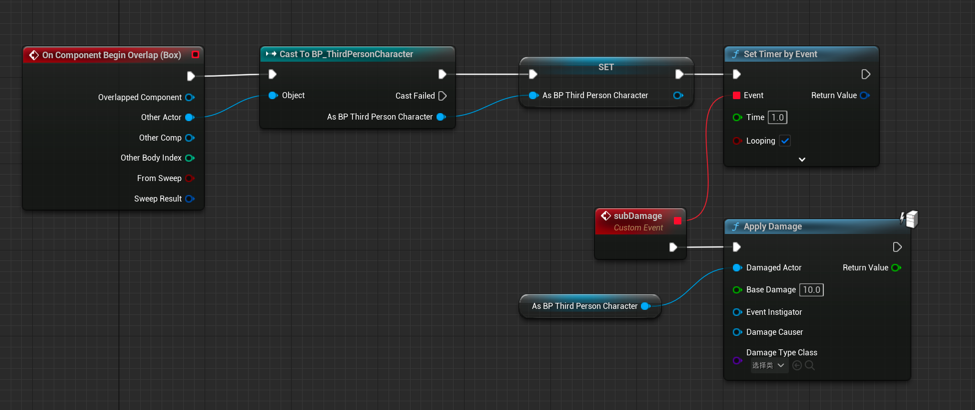 On Component Begin Overlap (Box)
Overlapped Component
Other Actor
Other Comp
Other Body Index
From Sweep
Sweep Result
Cast To BP_ThirdPersonCharacter
Object
Cast Failed
As BP Third Person Character
SET
As BP Third Person Character
Set Timer by Event
Event
Return Value
Time 1.0
Looping
subDamage
Custom Event
As BP Third Person Character
Apply Damage
Damaged Actor
Return Value
Base Damage 10.0
Event Instigator
Damage Causer
Damage Type Class
选择类